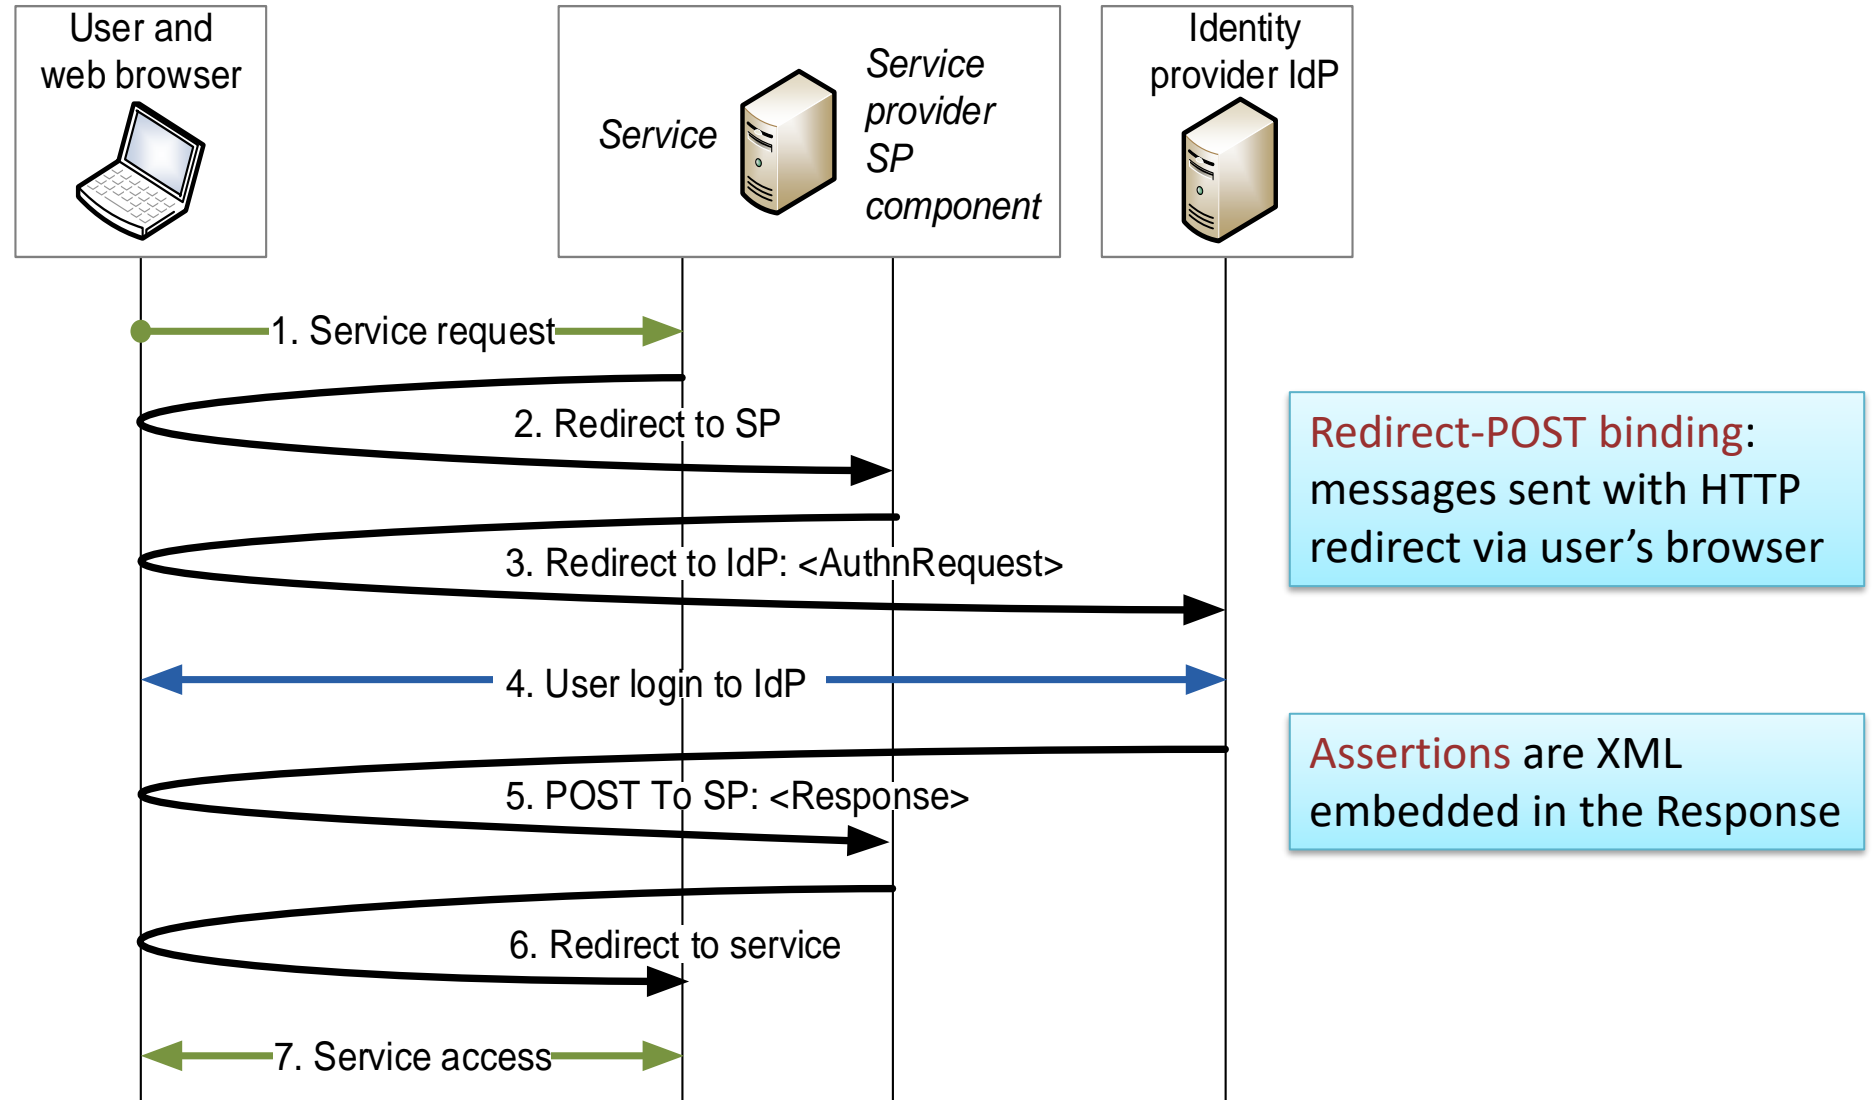 User and
web browser
Service
Service
provider
SP
component
Identity
provider IdP
1. Service request
2. Redirect to SP
3. Redirect to IdP: <AuthnRequest>
4. User login to IdP
5. POST To SP: <Response>
6. Redirect to service
7. Service access
Redirect-POST binding:
messages sent with HTTP
redirect via user’s browser
Assertions are XML
embedded in the Response